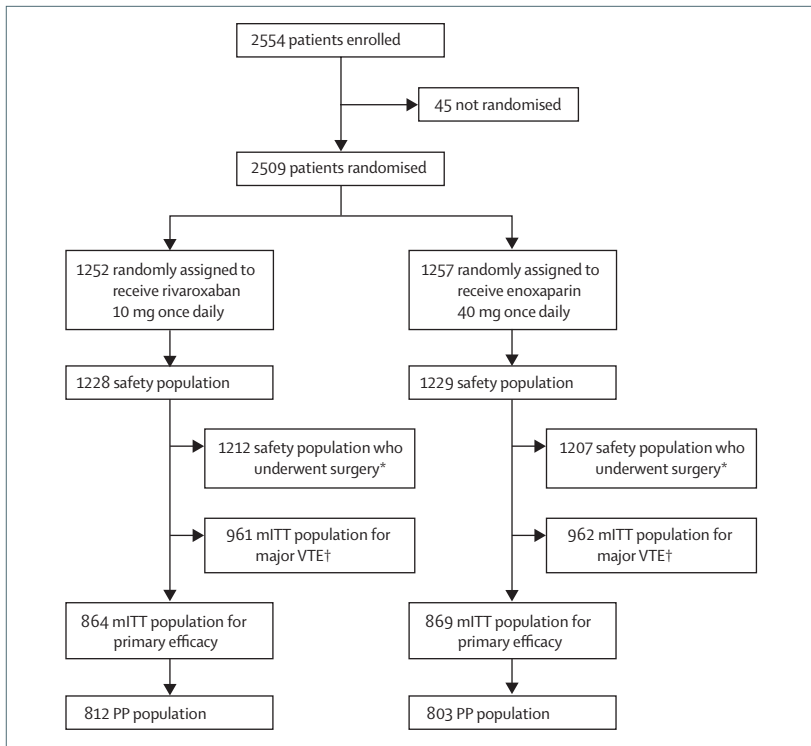 2554 patients enrolled
45 not randomised
2509 patients randomised
1252 randomly assigned to
receive rivaroxaban
10 mg once daily
1257 randomly assigned to
receive enoxaparin
40 mg once daily
1228 safety population
1229 safety population
1212 safety population who
underwent surgery*
1207 safety population who
underwent surgery*
961 mITT population for
major VTE†
962 mITT population for
major VTE†
864 mITT population for
primary efficacy
869 mITT population for
primary efficacy
812 PP population
803 PP population